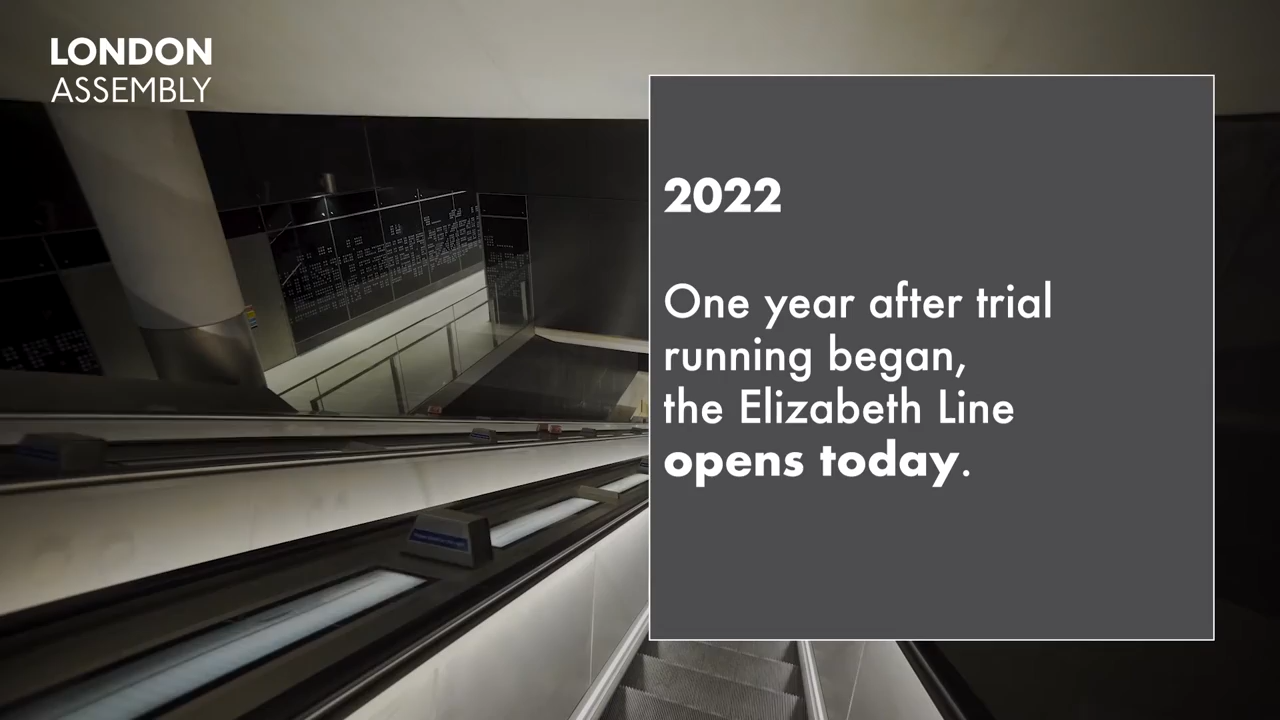 LONDON
ASSEMBLY
2022
One year after trial
running began,
the Elizabeth Line
opens today.